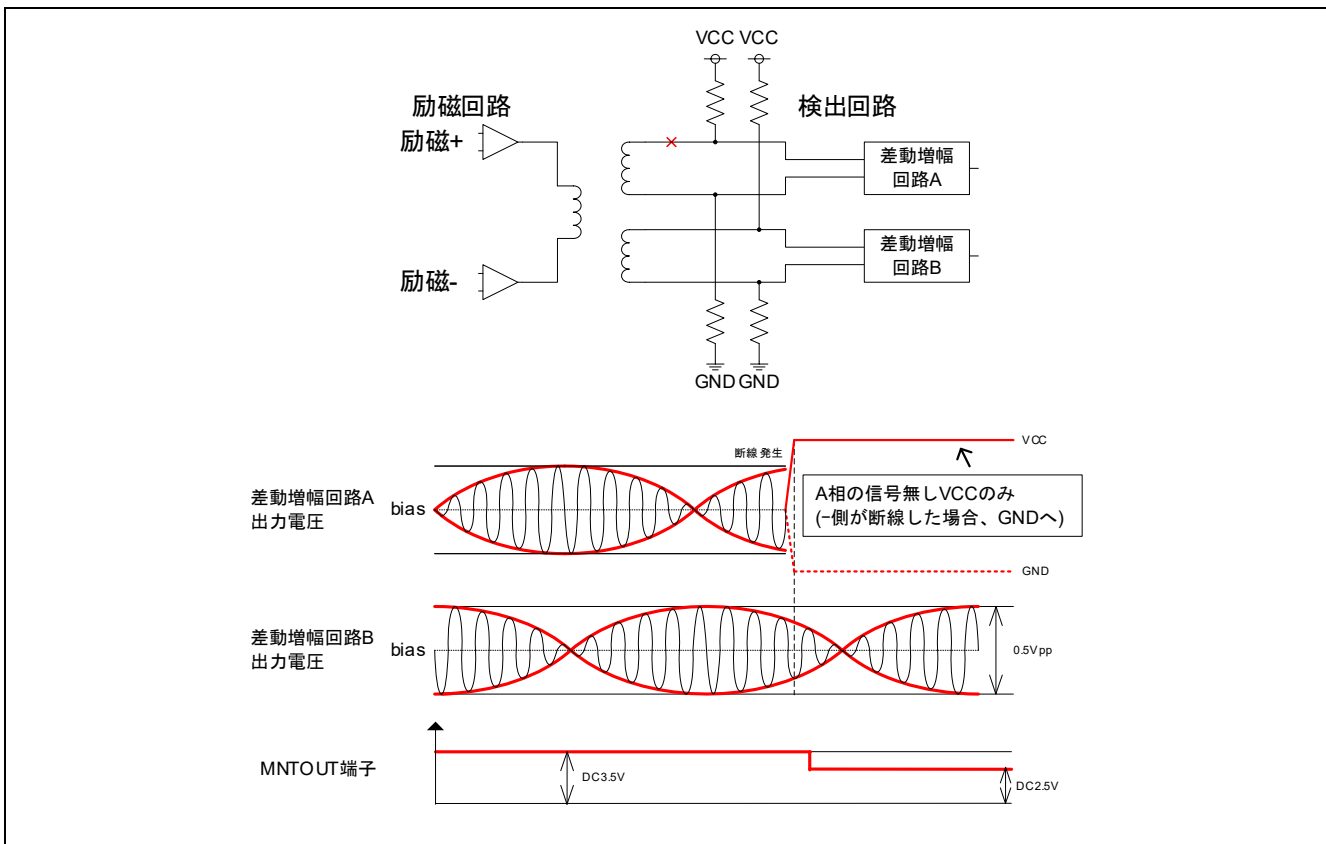 VCC VCC
励磁回路
検出回路
励磁+
差動増幅
回路A
差動増幅
回路B
励磁-
GND GND
断線発生
VCC
A相の信号無しVCCのみ
(-側が断線した場合、GNDへ)
差動増幅回路A
出力電圧
bias
GND
差動増幅回路B
出力電圧
bias
0.5Vpp
MNTOUT端子
DC3.5V
DC2.5V